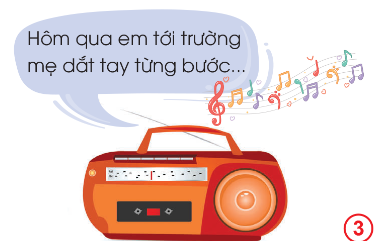 Hôm qua em tới trường
mẹ dắt tay từng bước...
3